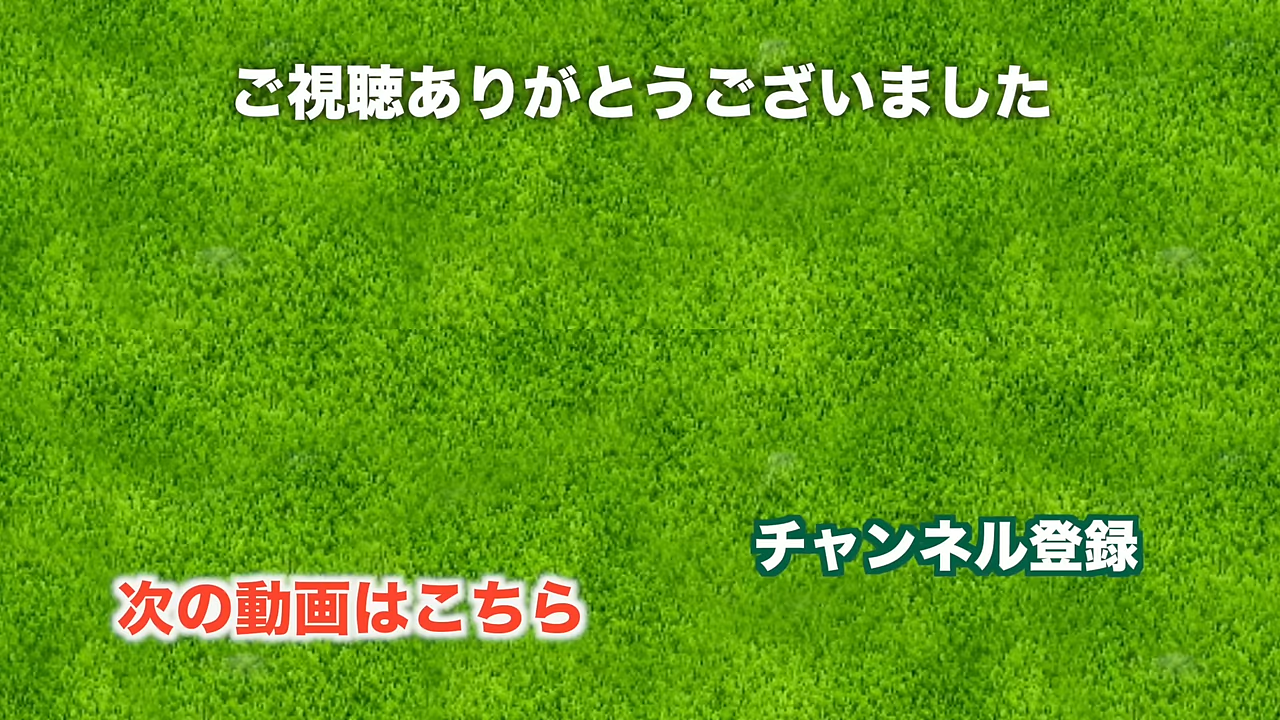 ご視聴ありがとうございました
チャンネル登録
次の動画はこちら